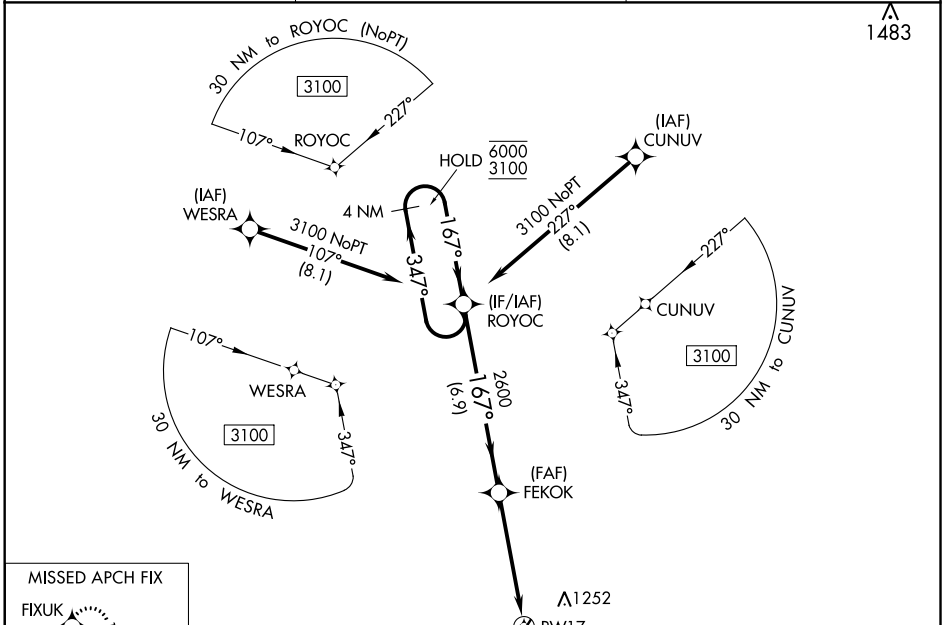 1483
30 NM to ROYOC (NoPT)
3100
107°
227°
ROYOC
(IAF)
CUNUV
HOLD
6000
3100
4 NM
(IAF)
WESRA
3100 NoPT
107°
(8.1)
3100 NoPT
227°
(8.1)
167°
347°
(IF/IAF)
ROYOC
227°
CUNUV
3100
347°
30 NM to CUNUV
107°
WESRA
3100
347°
30 NM to WESRA
2600
167°
(6.9)
(FAF)
FEKOK
MISSED APCH FIX
FIXUK
1252
RW17